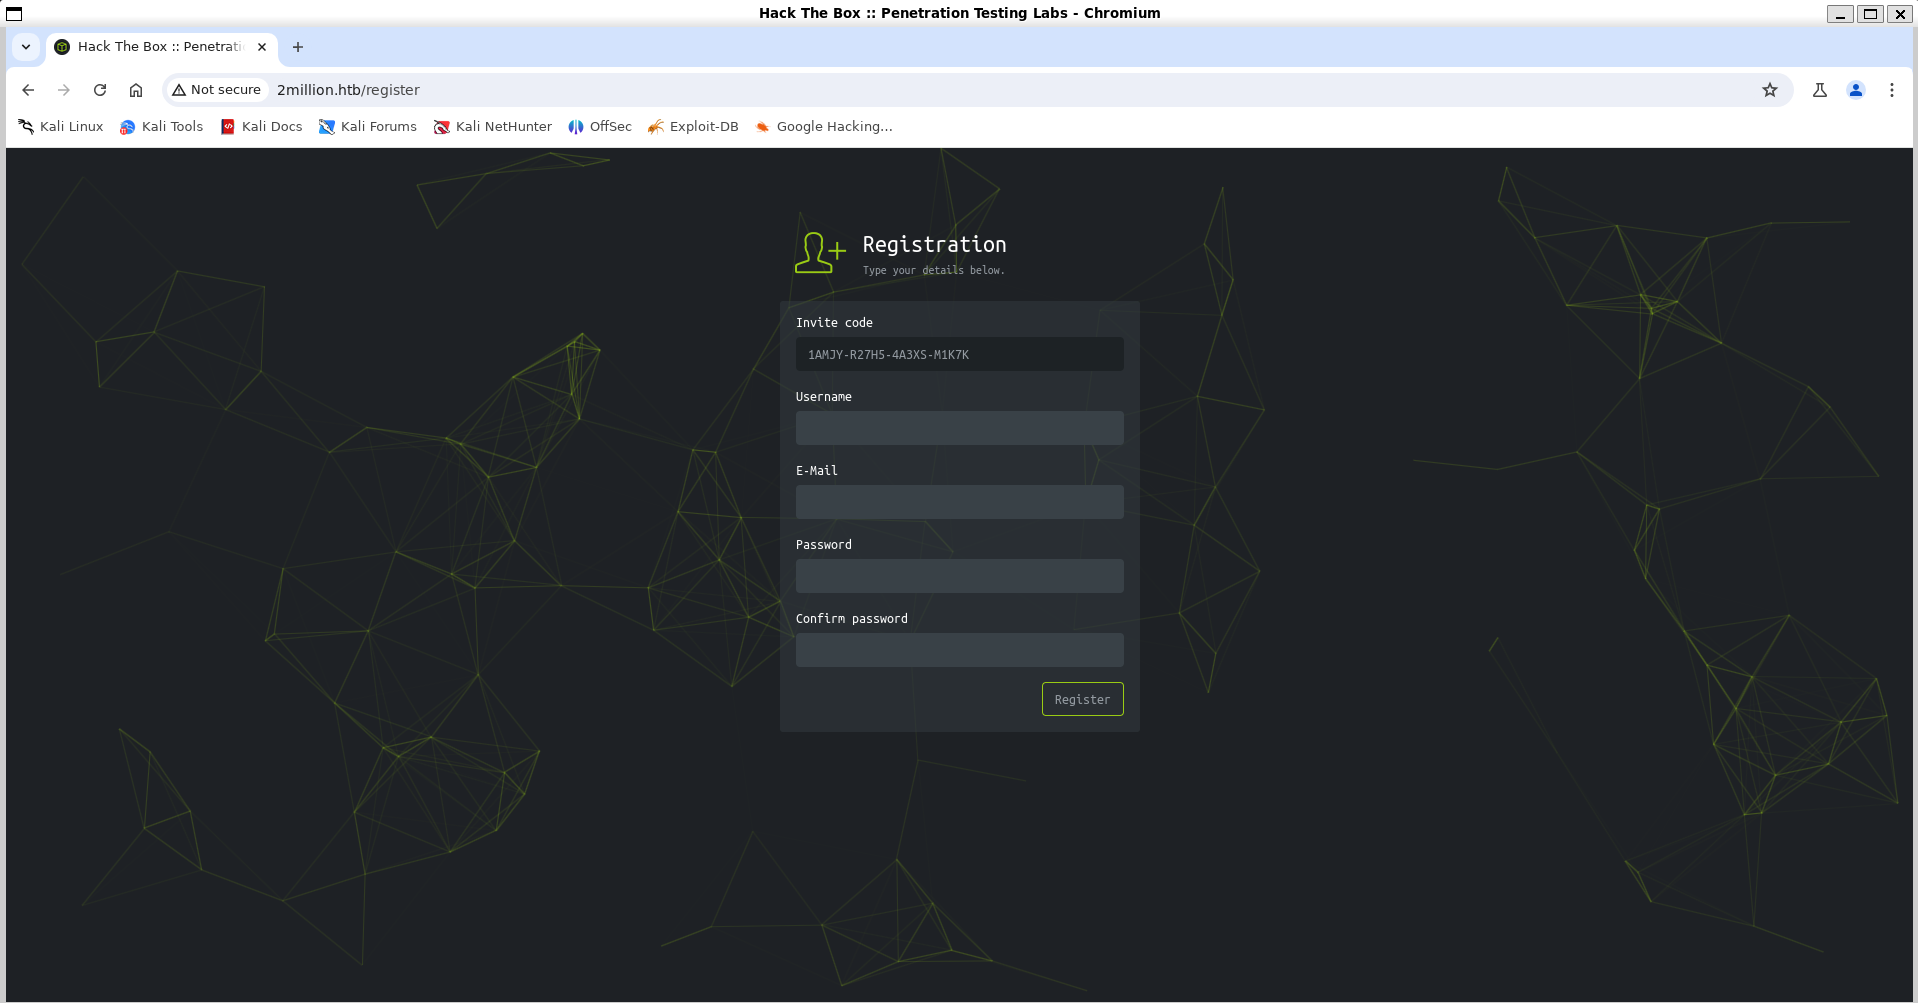 Hack The Box :: Penetration Testing Labs - Chromium
Hack The Box :: Penetrati
Not secure
2million.htb/register
Kali Linux
Kali Tools
Kali Docs
Kali Forums
Kali NetHunter
OffSec
Exploit-DB
Google Hacking...
Registration
Type your details below.
Invite code
1AMJY-R27H5-4A3XS-M1K7K
Username
E-Mail
Password
Confirm password
Register